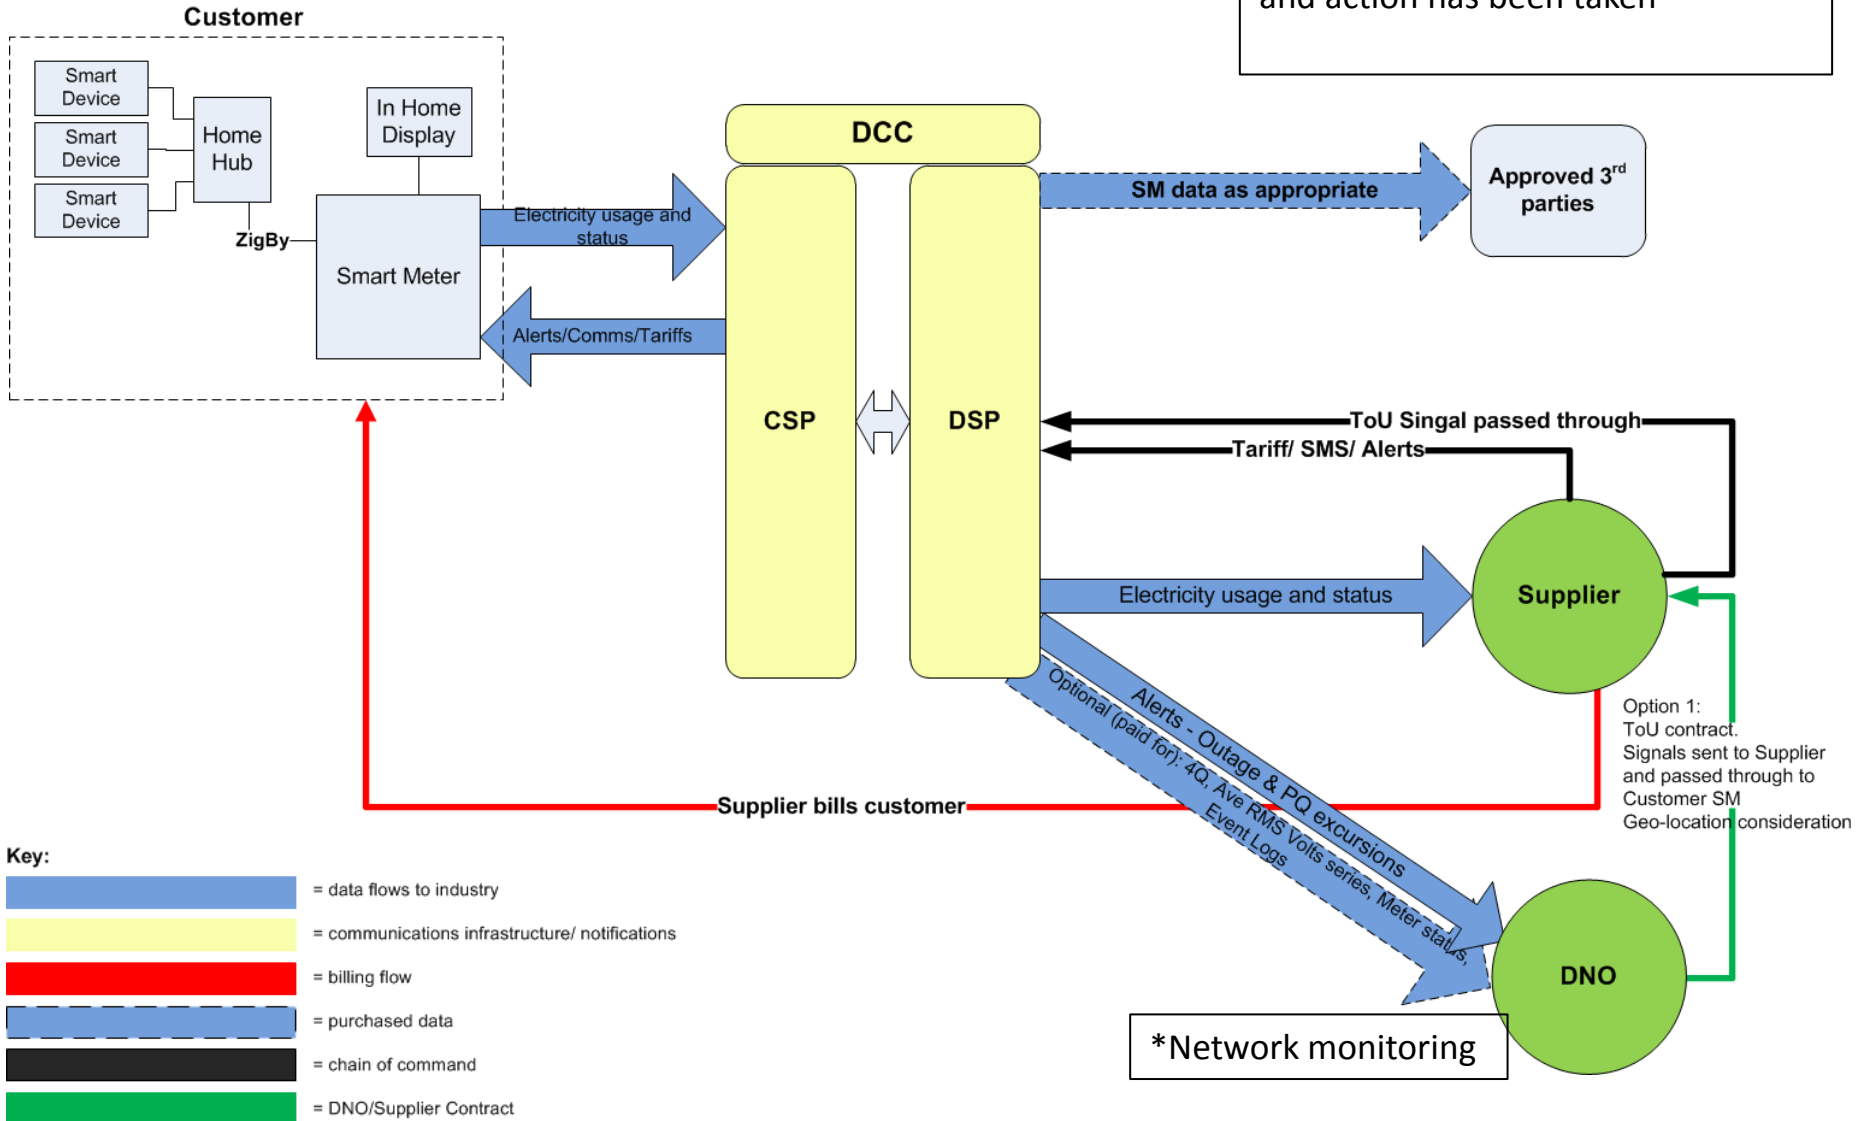 and action has been taken
Customer
Smart
Device
Smart
Device
Smart
Device
Home
Hub
In Home
Display
ZigBy
Smart Meter
Electricity usage and
status
Alerts/Comms/Tariffs
DCC
CSP
DSP
SM data as appropriate
Approved 3rd
parties
ToU Singal passed through
Tariff/ SMS/ Alerts
Electricity usage and status
Supplier
Alerts - Outage & PQ excursions
Optional (paid for): 4Q, Ave RMS Volts series, Meter status,
Event Logs
Option 1:
ToU contract.
Signals sent to Supplier
and passed through to
Customer SM
Geo-location consideration
Supplier bills customer
DNO
*Network monitoring
Key:
= data flows to industry
= communications infrastructure/ notifications
= billing flow
= purchased data
= chain of command
= DNO/Supplier Contract